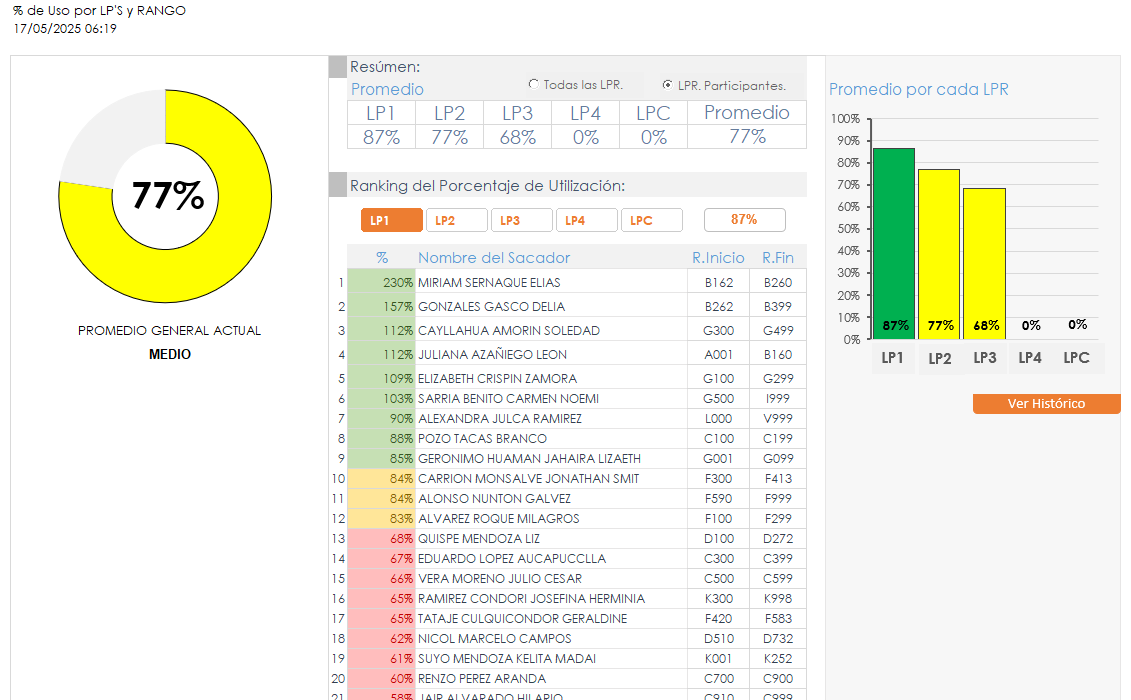 % de Uso por LP'S y RANGO
17/05/2025 06:19
77%
PROMEDIO GENERAL ACTUAL
MEDIO
Resúmen:
Promedio
Todas las LPR. LPR. Participantes.
LP1 LP2 LP3 LP4 LPC Promedio
87% 77% 68% 0% 0% 77%
Ranking del Porcentaje de Utilización:
LP1 LP2 LP3 LP4 LPC 87%
% Nombre del Sacador R.Inicio R.Fin
1 230% MIRIAM SERNAQUE ELIAS B162 B260
2 157% GONZALES GASCO DELIA B262 B399
3 112% CAYLLAHUA AMORIN SOLEDAD G300 G499
4 112% JULIANA AZAÑIEGO LEON A001 B160
5 109% ELIZABETH CRISPIN ZAMORA G100 G299
6 103% SARRIA BENITO CARMEN NOEMI G500 I999
7 90% ALEXANDRA JULCA RAMIREZ L000 V999
8 88% POZO TACAS BRANCO C100 C199
9 85% GERONIMO HUAMAN JAHAIRA LIZAETH G001 G099
10 84% CARRION MONSALVE JONATHAN SMIT F300 F413
11 84% ALONSO NUNTON GALVEZ F590 F999
12 83% ALVAREZ ROQUE MILAGROS F100 F299
13 68% QUISPE MENDOZA LIZ D100 D272
14 67% EDUARDO LOPEZ AUCAPUCCLLA C300 C399
15 66% VERA MORENO JULIO CESAR C500 C599
16 65% RAMIREZ CONDORI JOSEFINA HERMINIA K300 K998
17 65% TATAJE CULQUICONDOR GERALDINE F420 F583
18 62% NICOL MARCELO CAMPOS D510 D732
19 61% SUYO MENDOZA KELITA MADAI K001 K252
20 60% RENZO PEREZ ARANDA C700 C900
21 58% JAIR ALVARADO HILARIO C910 C999
Promedio por cada LPR
100%
90%
80%
70%
60%
50%
40%
30%
20%
10%
0%
87% 77% 68% 0% 0%
LP1 LP2 LP3 LP4 LPC
Ver Histórico